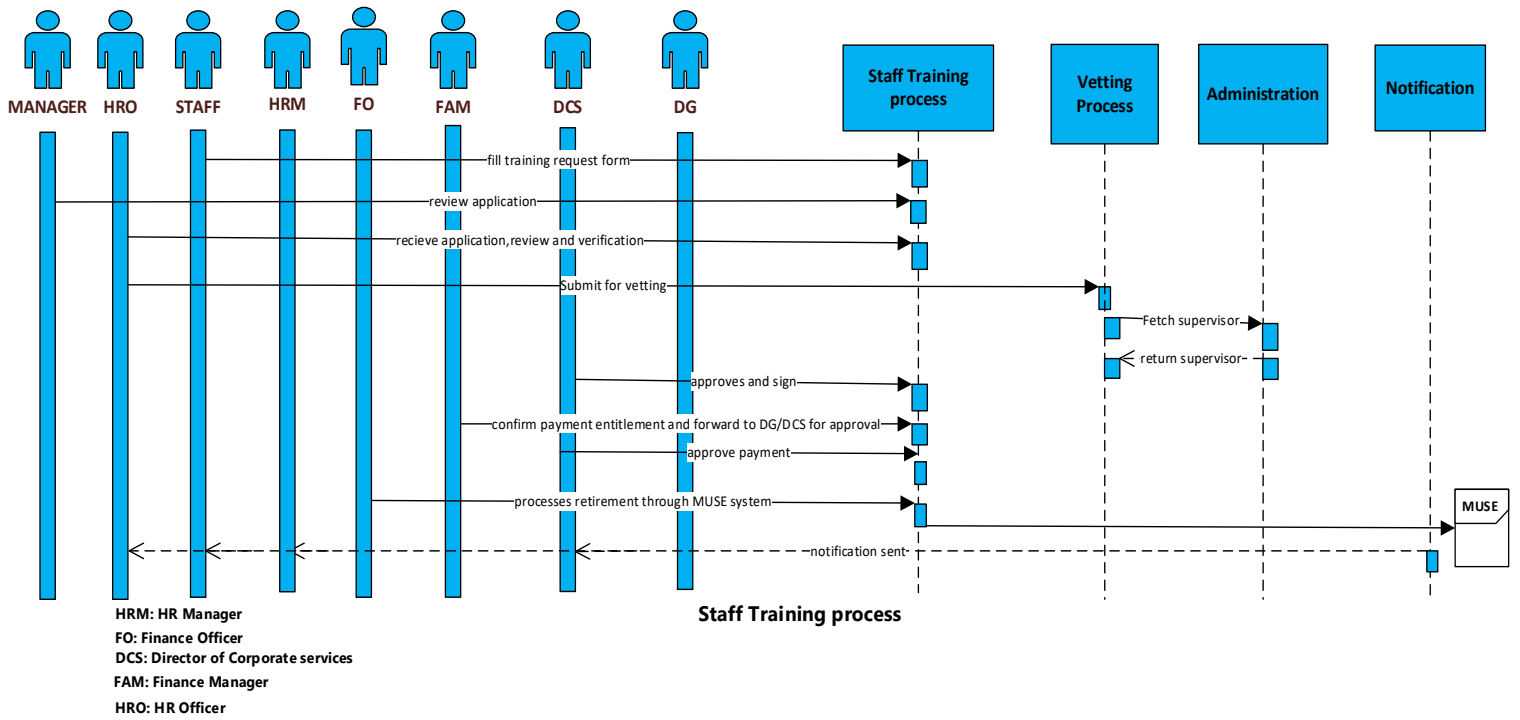 MANAGER
HRO
STAFF
HRM
FO
FAM
DCS
DG
Staff Training
process
Vetting
Process
Administration
Notification
fill training request form
review application
recieve application,review and verification
Submit for vetting
Fetch supervisor
return supervisor
approves and sign
confirm payment entitlement and forward to DG/DCS for approval
approve payment
processes retirement through MUSE system
MUSE
notification sent
Staff Training process
HRM: HR Manager
FO: Finance Officer
DCS: Director of Corporate services
FAM: Finance Manager
HRO: HR Officer